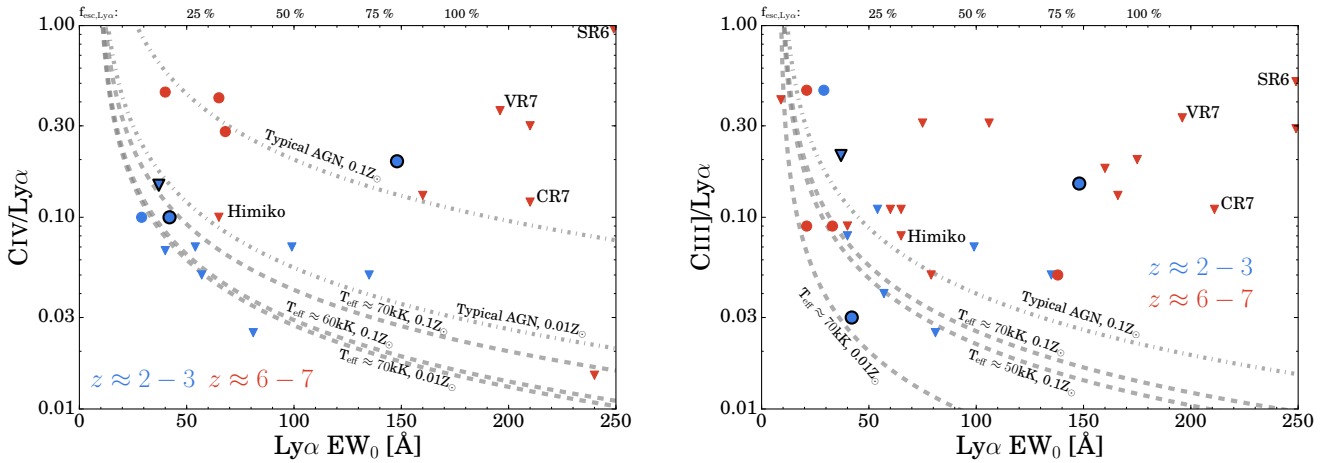 f_esc,Lyα: 25 % 50 % 75 % 100 %
1.00
0.30
0.10
0.03
0.01
CIV/Lyα
SR6
VR7
Typical AGN, 0.1Z⊙
CR7
Himiko
Typical AGN, 0.01Z⊙
T_eff ≈ 70kK, 0.1Z⊙
T_eff ≈ 60kK, 0.1Z⊙
T_eff ≈ 70kK, 0.01Z⊙
z ≈ 2 − 3 z ≈ 6 − 7
0 50 100 150 200 250
Lyα EW₀ [Å]
f_esc,Lyα: 25 % 50 % 75 % 100 %
1.00
0.30
0.10
0.03
0.01
CIII]/Lyα
SR6
VR7
CR7
Himiko
z ≈ 2 − 3
z ≈ 6 − 7
Typical AGN, 0.1Z⊙
T_eff ≈ 70kK, 0.1Z⊙
T_eff ≈ 50kK, 0.1Z⊙
T_eff ≈ 70kK, 0.01Z⊙
0 50 100 150 200 250
Lyα EW₀ [Å]